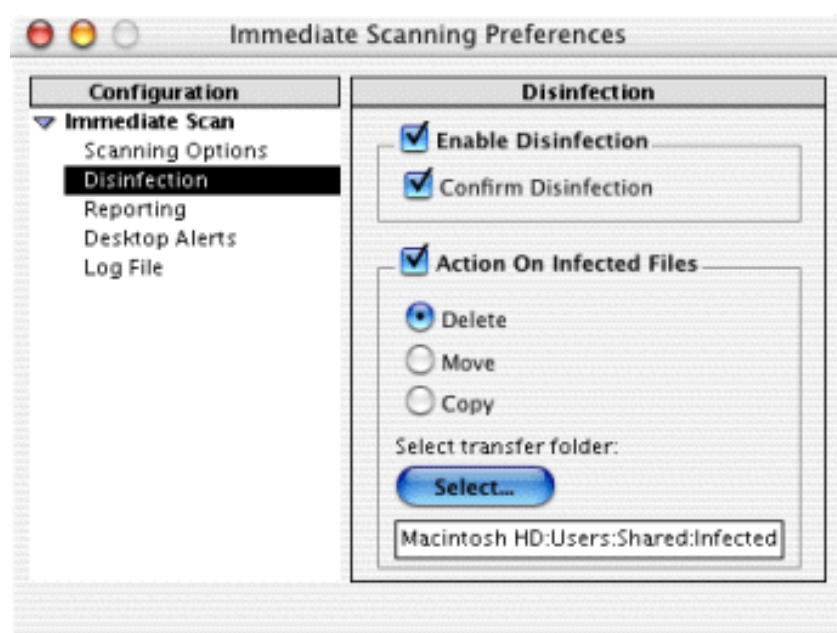 Immediate Scanning Preferences
Configuration
Immediate Scan
Scanning Options
Disinfection
Reporting
Desktop Alerts
Log File
Disinfection
Enable Disinfection
Confirm Disinfection
Action On Infected Files
Delete
Move
Copy
Select transfer folder:
Select...
Macintosh HD:Users:Shared:Infected